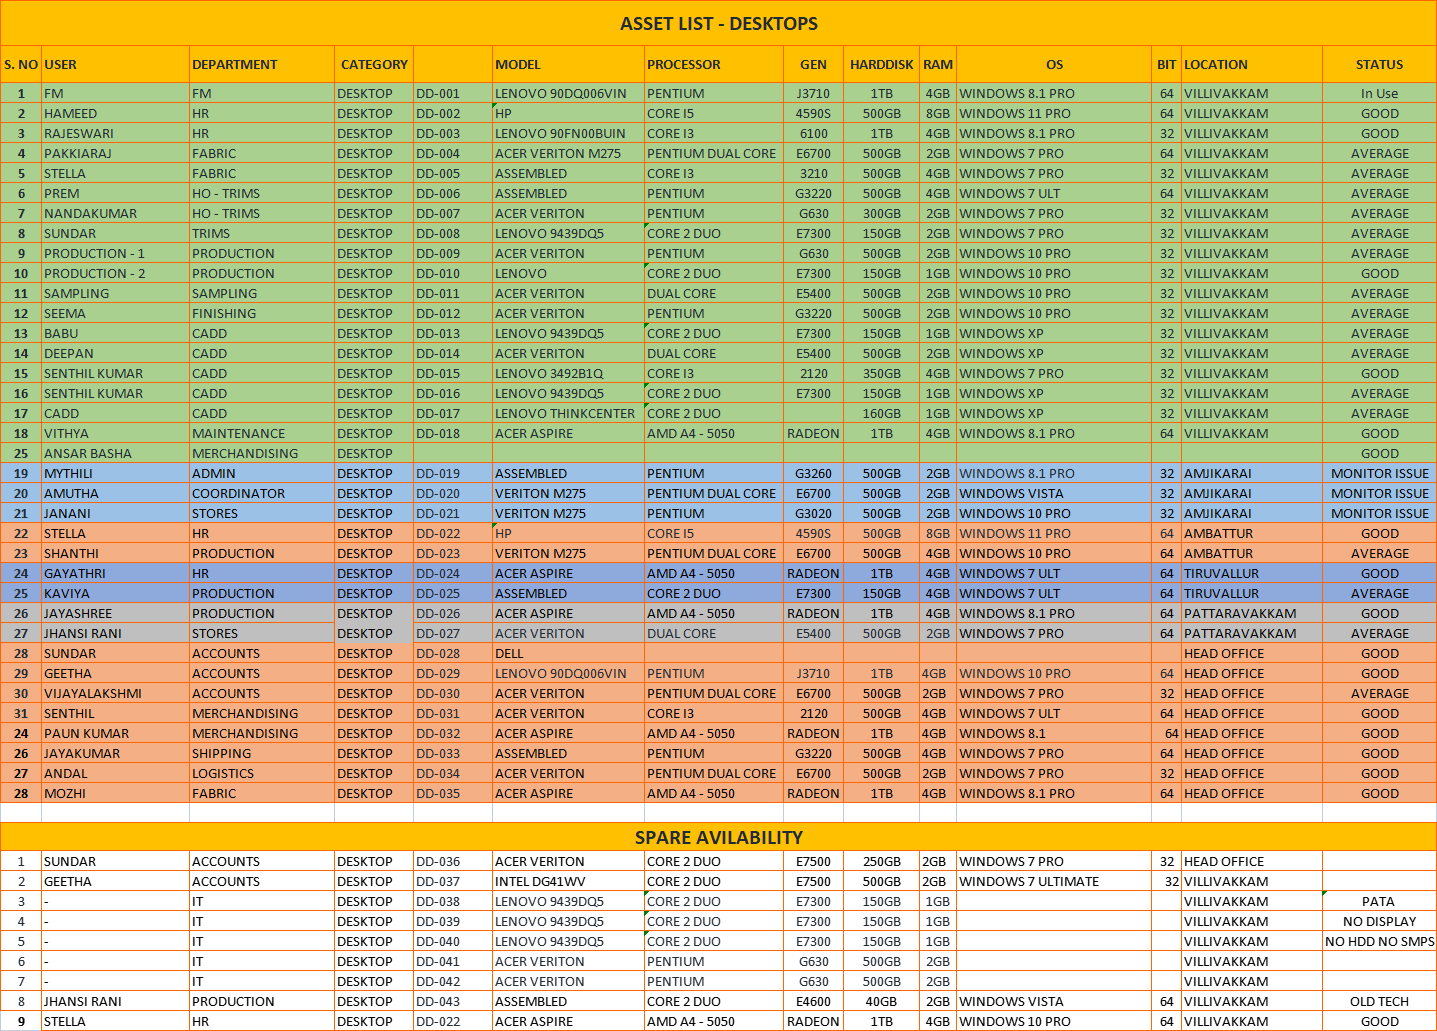 ASSET LIST - DESKTOPS
S. NO USER DEPARTMENT CATEGORY MODEL PROCESSOR GEN HARDDISK RAM OS BIT LOCATION STATUS
1 FM FM DESKTOP DD-001 LENOVO 90DQ006VIN PENTIUM J3710 1TB 4GB WINDOWS 8.1 PRO 64 VILLIVAKKAM In Use
2 HAMEED HR DESKTOP DD-002 HP CORE I5 4590S 500GB 8GB WINDOWS 11 PRO 64 VILLIVAKKAM GOOD
3 RAJESWARI HR DESKTOP DD-003 LENOVO 90FN00BUIN CORE I3 6100 1TB 4GB WINDOWS 8.1 PRO 32 VILLIVAKKAM GOOD
4 PAKKIARAJ FABRIC DESKTOP DD-004 ACER VERITON M275 PENTIUM DUAL CORE E6700 500GB 2GB WINDOWS 7 PRO 64 VILLIVAKKAM AVERAGE
5 STELLA FABRIC DESKTOP DD-005 ASSEMBLED CORE I3 3210 500GB 4GB WINDOWS 7 PRO 32 VILLIVAKKAM AVERAGE
6 PREM HO - TRIMS DESKTOP DD-006 ASSEMBLED PENTIUM G3220 500GB 4GB WINDOWS 7 ULT 64 VILLIVAKKAM AVERAGE
7 NANDAKUMAR HO - TRIMS DESKTOP DD-007 ACER VERITON PENTIUM G630 300GB 2GB WINDOWS 7 PRO 32 VILLIVAKKAM AVERAGE
8 SUNDAR TRIMS DESKTOP DD-008 LENOVO 9439DQ5 CORE 2 DUO E7300 150GB 2GB WINDOWS 7 PRO 32 VILLIVAKKAM AVERAGE
9 PRODUCTION - 1 PRODUCTION DESKTOP DD-009 ACER VERITON PENTIUM G630 500GB 2GB WINDOWS 10 PRO 32 VILLIVAKKAM AVERAGE
10 PRODUCTION - 2 PRODUCTION DESKTOP DD-010 LENOVO CORE 2 DUO E7300 150GB 1GB WINDOWS 10 PRO 32 VILLIVAKKAM GOOD
11 SAMPLING SAMPLING DESKTOP DD-011 ACER VERITON DUAL CORE E5400 500GB 2GB WINDOWS 10 PRO 32 VILLIVAKKAM AVERAGE
12 SEEMA FINISHING DESKTOP DD-012 ACER VERITON PENTIUM G3220 500GB 2GB WINDOWS 10 PRO 32 VILLIVAKKAM AVERAGE
13 BABU CADD DESKTOP DD-013 LENOVO 9439DQ5 CORE 2 DUO E7300 150GB 1GB WINDOWS XP 32 VILLIVAKKAM AVERAGE
14 DEEPAN CADD DESKTOP DD-014 ACER VERITON DUAL CORE E5400 500GB 2GB WINDOWS XP 32 VILLIVAKKAM AVERAGE
15 SENTHIL KUMAR CADD DESKTOP DD-015 LENOVO 3492B1Q CORE I3 2120 350GB 4GB WINDOWS 7 PRO 32 VILLIVAKKAM GOOD
16 SENTHIL KUMAR CADD DESKTOP DD-016 LENOVO 9439DQ5 CORE 2 DUO E7300 150GB 1GB WINDOWS XP 32 VILLIVAKKAM AVERAGE
17 CADD CADD DESKTOP DD-017 LENOVO THINKCENTER CORE 2 DUO 160GB 1GB WINDOWS XP 32 VILLIVAKKAM AVERAGE
18 VITHYA MAINTENANCE DESKTOP DD-018 ACER ASPIRE AMD A4 - 5050 RADEON 1TB 4GB WINDOWS 8.1 PRO 64 VILLIVAKKAM GOOD
25 ANSAR BASHA MERCHANDISING DESKTOP GOOD
19 MYTHILI ADMIN DESKTOP DD-019 ASSEMBLED PENTIUM G3260 500GB 2GB WINDOWS 8.1 PRO 32 AMJIKARAI MONITOR ISSUE
20 AMUTHA COORDINATOR DESKTOP DD-020 VERITON M275 PENTIUM DUAL CORE E6700 500GB 2GB WINDOWS VISTA 32 AMJIKARAI MONITOR ISSUE
21 JANANI STORES DESKTOP DD-021 VERITON M275 PENTIUM G3020 500GB 2GB WINDOWS 10 PRO 32 AMJIKARAI MONITOR ISSUE
22 STELLA HR DESKTOP DD-022 HP CORE I5 4590S 500GB 8GB WINDOWS 11 PRO 64 AMBATTUR GOOD
23 SHANTHI PRODUCTION DESKTOP DD-023 VERITON M275 PENTIUM DUAL CORE E6700 500GB 4GB WINDOWS 10 PRO 64 AMBATTUR AVERAGE
24 GAYATHRI HR DESKTOP DD-024 ACER ASPIRE AMD A4 - 5050 RADEON 1TB 4GB WINDOWS 7 ULT 64 TIRUVALLUR GOOD
25 KAVIYA PRODUCTION DESKTOP DD-025 ASSEMBLED CORE 2 DUO E7300 150GB 4GB WINDOWS 7 ULT 64 TIRUVALLUR AVERAGE
26 JAYASHREE PRODUCTION DESKTOP DD-026 ACER ASPIRE AMD A4 - 5050 RADEON 1TB 4GB WINDOWS 8.1 PRO 64 PATTARAVAKKAM GOOD
27 JHANSI RANI STORES DESKTOP DD-027 ACER VERITON DUAL CORE E5400 500GB 2GB WINDOWS 7 PRO 64 PATTARAVAKKAM AVERAGE
28 SUNDAR ACCOUNTS DESKTOP DD-028 DELL HEAD OFFICE GOOD
29 GEETHA ACCOUNTS DESKTOP DD-029 LENOVO 90DQ006VIN PENTIUM J3710 1TB 4GB WINDOWS 10 PRO 64 HEAD OFFICE GOOD
30 VIJAYALAKSHMI ACCOUNTS DESKTOP DD-030 ACER VERITON PENTIUM DUAL CORE E6700 500GB 2GB WINDOWS 7 PRO 32 HEAD OFFICE AVERAGE
31 SENTHIL MERCHANDISING DESKTOP DD-031 ACER VERITON CORE I3 2120 500GB 4GB WINDOWS 7 ULT 64 HEAD OFFICE GOOD
24 PAUN KUMAR MERCHANDISING DESKTOP DD-032 ACER ASPIRE AMD A4 - 5050 RADEON 1TB 4GB WINDOWS 8.1 64 HEAD OFFICE GOOD
26 JAYAKUMAR SHIPPING DESKTOP DD-033 ASSEMBLED PENTIUM G3220 500GB 4GB WINDOWS 7 PRO 64 HEAD OFFICE GOOD
27 ANDAL LOGISTICS DESKTOP DD-034 ACER VERITON PENTIUM DUAL CORE E6700 500GB 2GB WINDOWS 7 PRO 32 HEAD OFFICE GOOD
28 MOZHI FABRIC DESKTOP DD-035 ACER ASPIRE AMD A4 - 5050 RADEON 1TB 4GB WINDOWS 8.1 PRO 64 HEAD OFFICE GOOD
SPARE AVILABILITY
1 SUNDAR ACCOUNTS DESKTOP DD-036 ACER VERITON CORE 2 DUO E7500 250GB 2GB WINDOWS 7 PRO 32 HEAD OFFICE
2 GEETHA ACCOUNTS DESKTOP DD-037 INTEL DG41WV CORE 2 DUO E7500 500GB 2GB WINDOWS 7 ULTIMATE 32 VILLIVAKKAM
3 - IT DESKTOP DD-038 LENOVO 9439DQ5 CORE 2 DUO E7300 150GB 1GB VILLIVAKKAM PATA
4 - IT DESKTOP DD-039 LENOVO 9439DQ5 CORE 2 DUO E7300 150GB 1GB VILLIVAKKAM NO DISPLAY
5 - IT DESKTOP DD-040 LENOVO 9439DQ5 CORE 2 DUO E7300 150GB 1GB VILLIVAKKAM NO HDD NO SMPS
6 - IT DESKTOP DD-041 ACER VERITON PENTIUM G630 500GB 2GB VILLIVAKKAM
7 - IT DESKTOP DD-042 ACER VERITON PENTIUM G630 500GB 2GB VILLIVAKKAM
8 JHANSI RANI PRODUCTION DESKTOP DD-043 ASSEMBLED CORE 2 DUO E4600 40GB 2GB WINDOWS VISTA 64 VILLIVAKKAM OLD TECH
9 STELLA HR DESKTOP DD-022 ACER ASPIRE AMD A4 - 5050 RADEON 1TB 4GB WINDOWS 10 PRO 64 VILLIVAKKAM GOOD